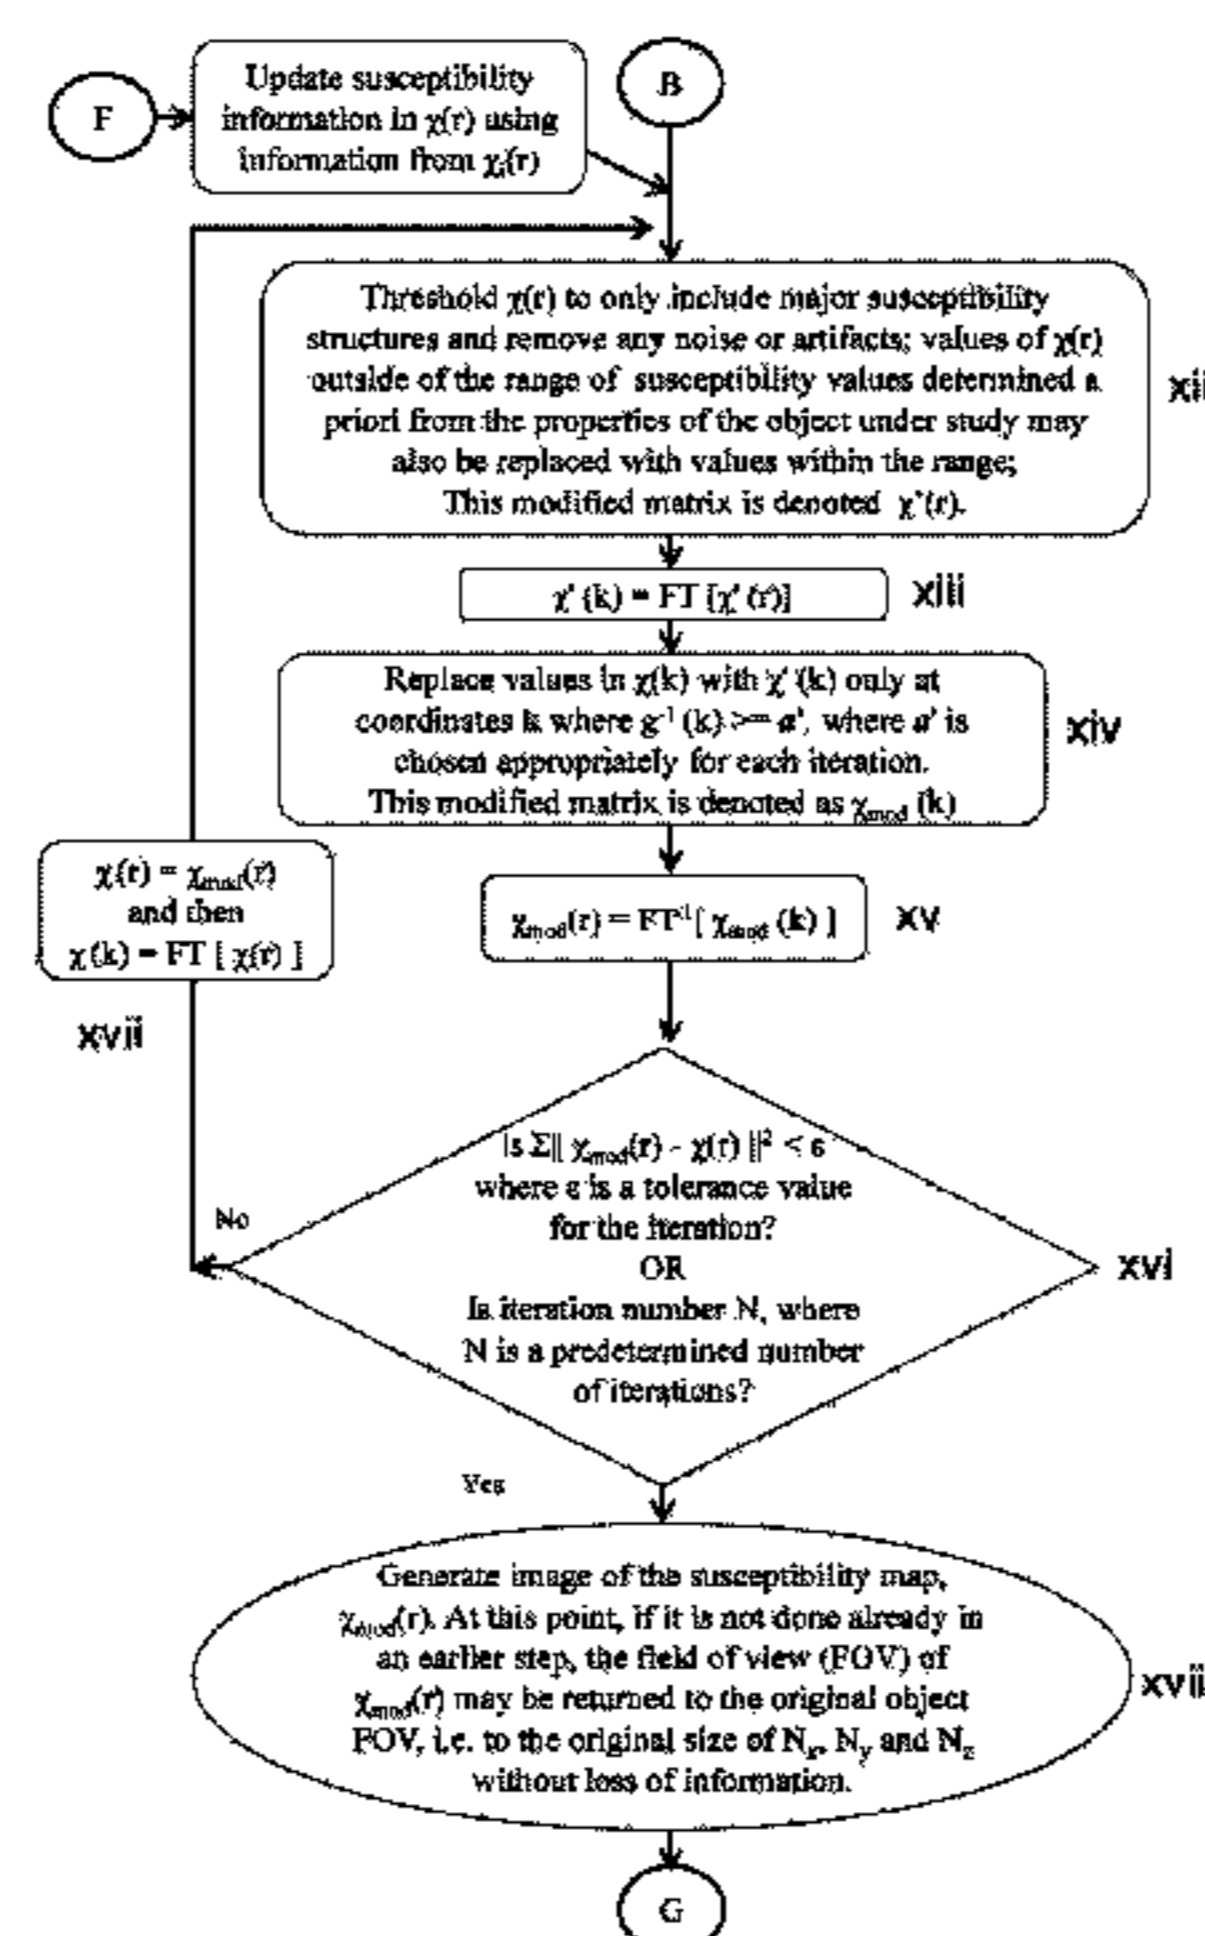 F
Update susceptibility
information in χ(r) using
information from χᵢ(r)
B
Threshold χ(r) to only include major susceptibility
structures and remove any noise or artifacts; values of χ(r)
outside of the range of susceptibility values determined a
priori from the properties of the object under study may
also be replaced with values within the range;
This modified matrix is denoted χ'(r).
xii
χ'(k) = FT [χ'(r)]
xiii
Replace values in χ(k) with χ'(k) only at
coordinates k where g⁻¹(k) >= a', where a' is
chosen appropriately for each iteration.
This modified matrix is denoted as χmod (k)
xiv
χ(r) = χmod(r)
and then
χ(k) = FT [ χ(r) ]
xvii
χmod(r) = FT⁻¹[ χmod (k) ]
xv
Is Σ|| χmod(r) - χ(r) ||² < ε
where ε is a tolerance value
for the iteration?
OR
Is iteration number N, where
N is a predetermined number
of iterations?
xvi
No
Yes
Generate image of the susceptibility map,
χmod(r). At this point, if it is not done already in
an earlier step, the field of view (FOV) of
χmod(r) may be returned to the original object
FOV, i.e. to the original size of Nx, Ny and Nz
without loss of information.
G